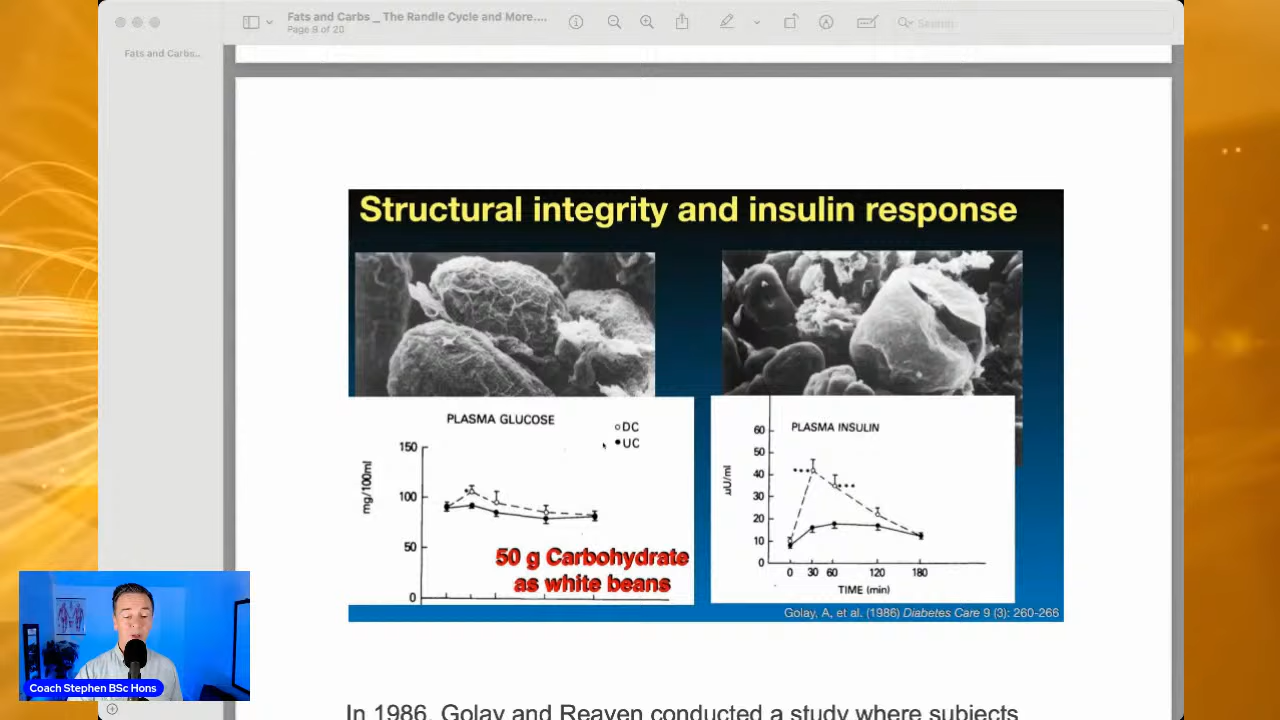 Fats and Carbs _ The Randle Cycle and More....
Page 9 of 20
Search
Fats and Carbs...
Structural integrity and insulin response
PLASMA GLUCOSE
DC
UC
150
100
50
0
mg/100ml
50 g Carbohydrate
as white beans
PLASMA INSULIN
60
50
40
30
20
10
0
µU/ml
0 30 60 120 180
TIME (min)
Golay, A, et al. (1986) Diabetes Care 9 (3): 260-266
Coach Stephen BSc Hons
In 1986, Golay and Reaven conducted a study where subjects